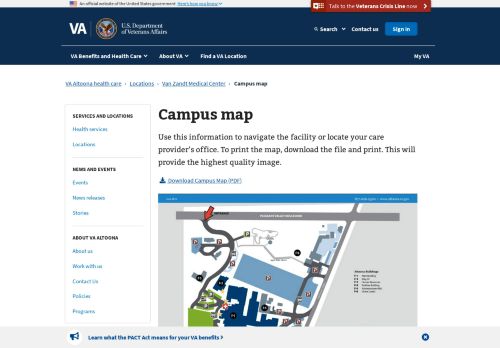 An official website of the United States government Here's how you know
Talk to the Veterans Crisis Line now
VA
U.S. Department of Veterans Affairs
Search
Contact us
Sign in
VA Benefits and Health Care
About VA
Find a VA Location
My VA
VA Altoona health care › Locations › Van Zandt Medical Center › Campus map
SERVICES AND LOCATIONS
Health services
Locations
NEWS AND EVENTS
Events
News releases
Stories
ABOUT VA ALTOONA
About us
Work with us
Contact Us
Policies
Programs
Campus map
Use this information to navigate the facility or locate your care
provider's office. To print the map, download the file and print. This will
provide the highest quality image.
Download Campus Map (PDF)
ENTRANCE
PLEASANT VALLEY BOULEVARD
Altoona Buildings
Learn what the PACT Act means for your VA benefits